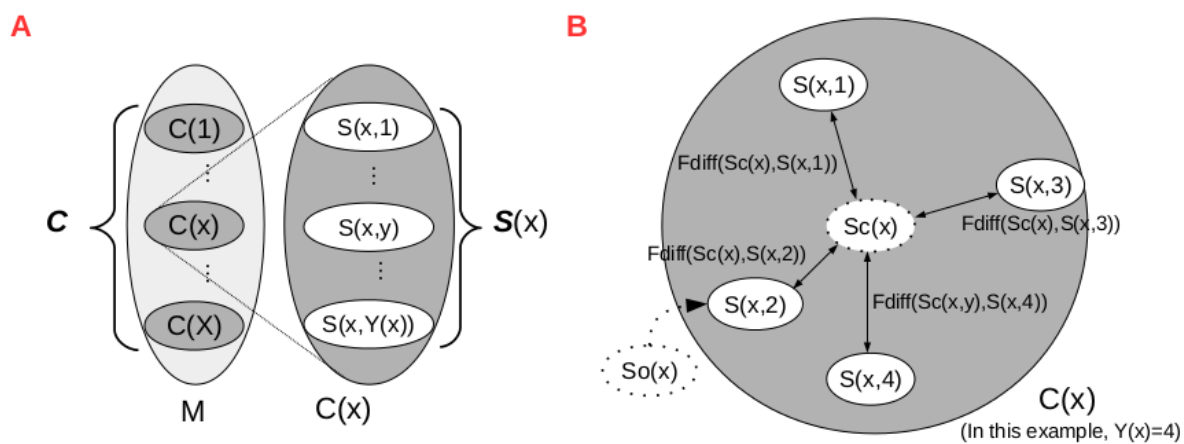 A
C(1)
⋮
C(x)
⋮
C(X)
C
M
S(x,1)
⋮
S(x,y)
⋮
S(x,Y(x))
S(x)
C(x)
B
S(x,1)
Fdiff(Sc(x),S(x,1))
S(x,3)
Sc(x)
Fdiff(Sc(x),S(x,3))
Fdiff(Sc(x),S(x,2))
S(x,2)
Fdiff(Sc(x,y),S(x,4))
So(x)
S(x,4)
C(x)
(In this example, Y(x)=4)